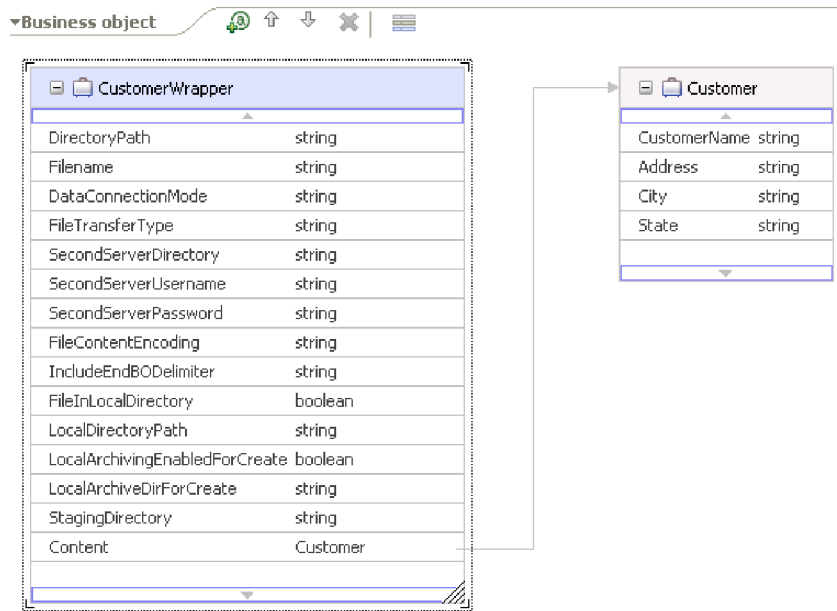 Business object
CustomerWrapper
DirectoryPath string
Filename string
DataConnectionMode string
FileTransferType string
SecondServerDirectory string
SecondServerUsername string
SecondServerPassword string
FileContentEncoding string
IncludeEndBODelimiter string
FileInLocalDirectory boolean
LocalDirectoryPath string
LocalArchivingEnabledForCreate boolean
LocalArchiveDirForCreate string
StagingDirectory string
Content Customer
Customer
CustomerName string
Address string
City string
State string